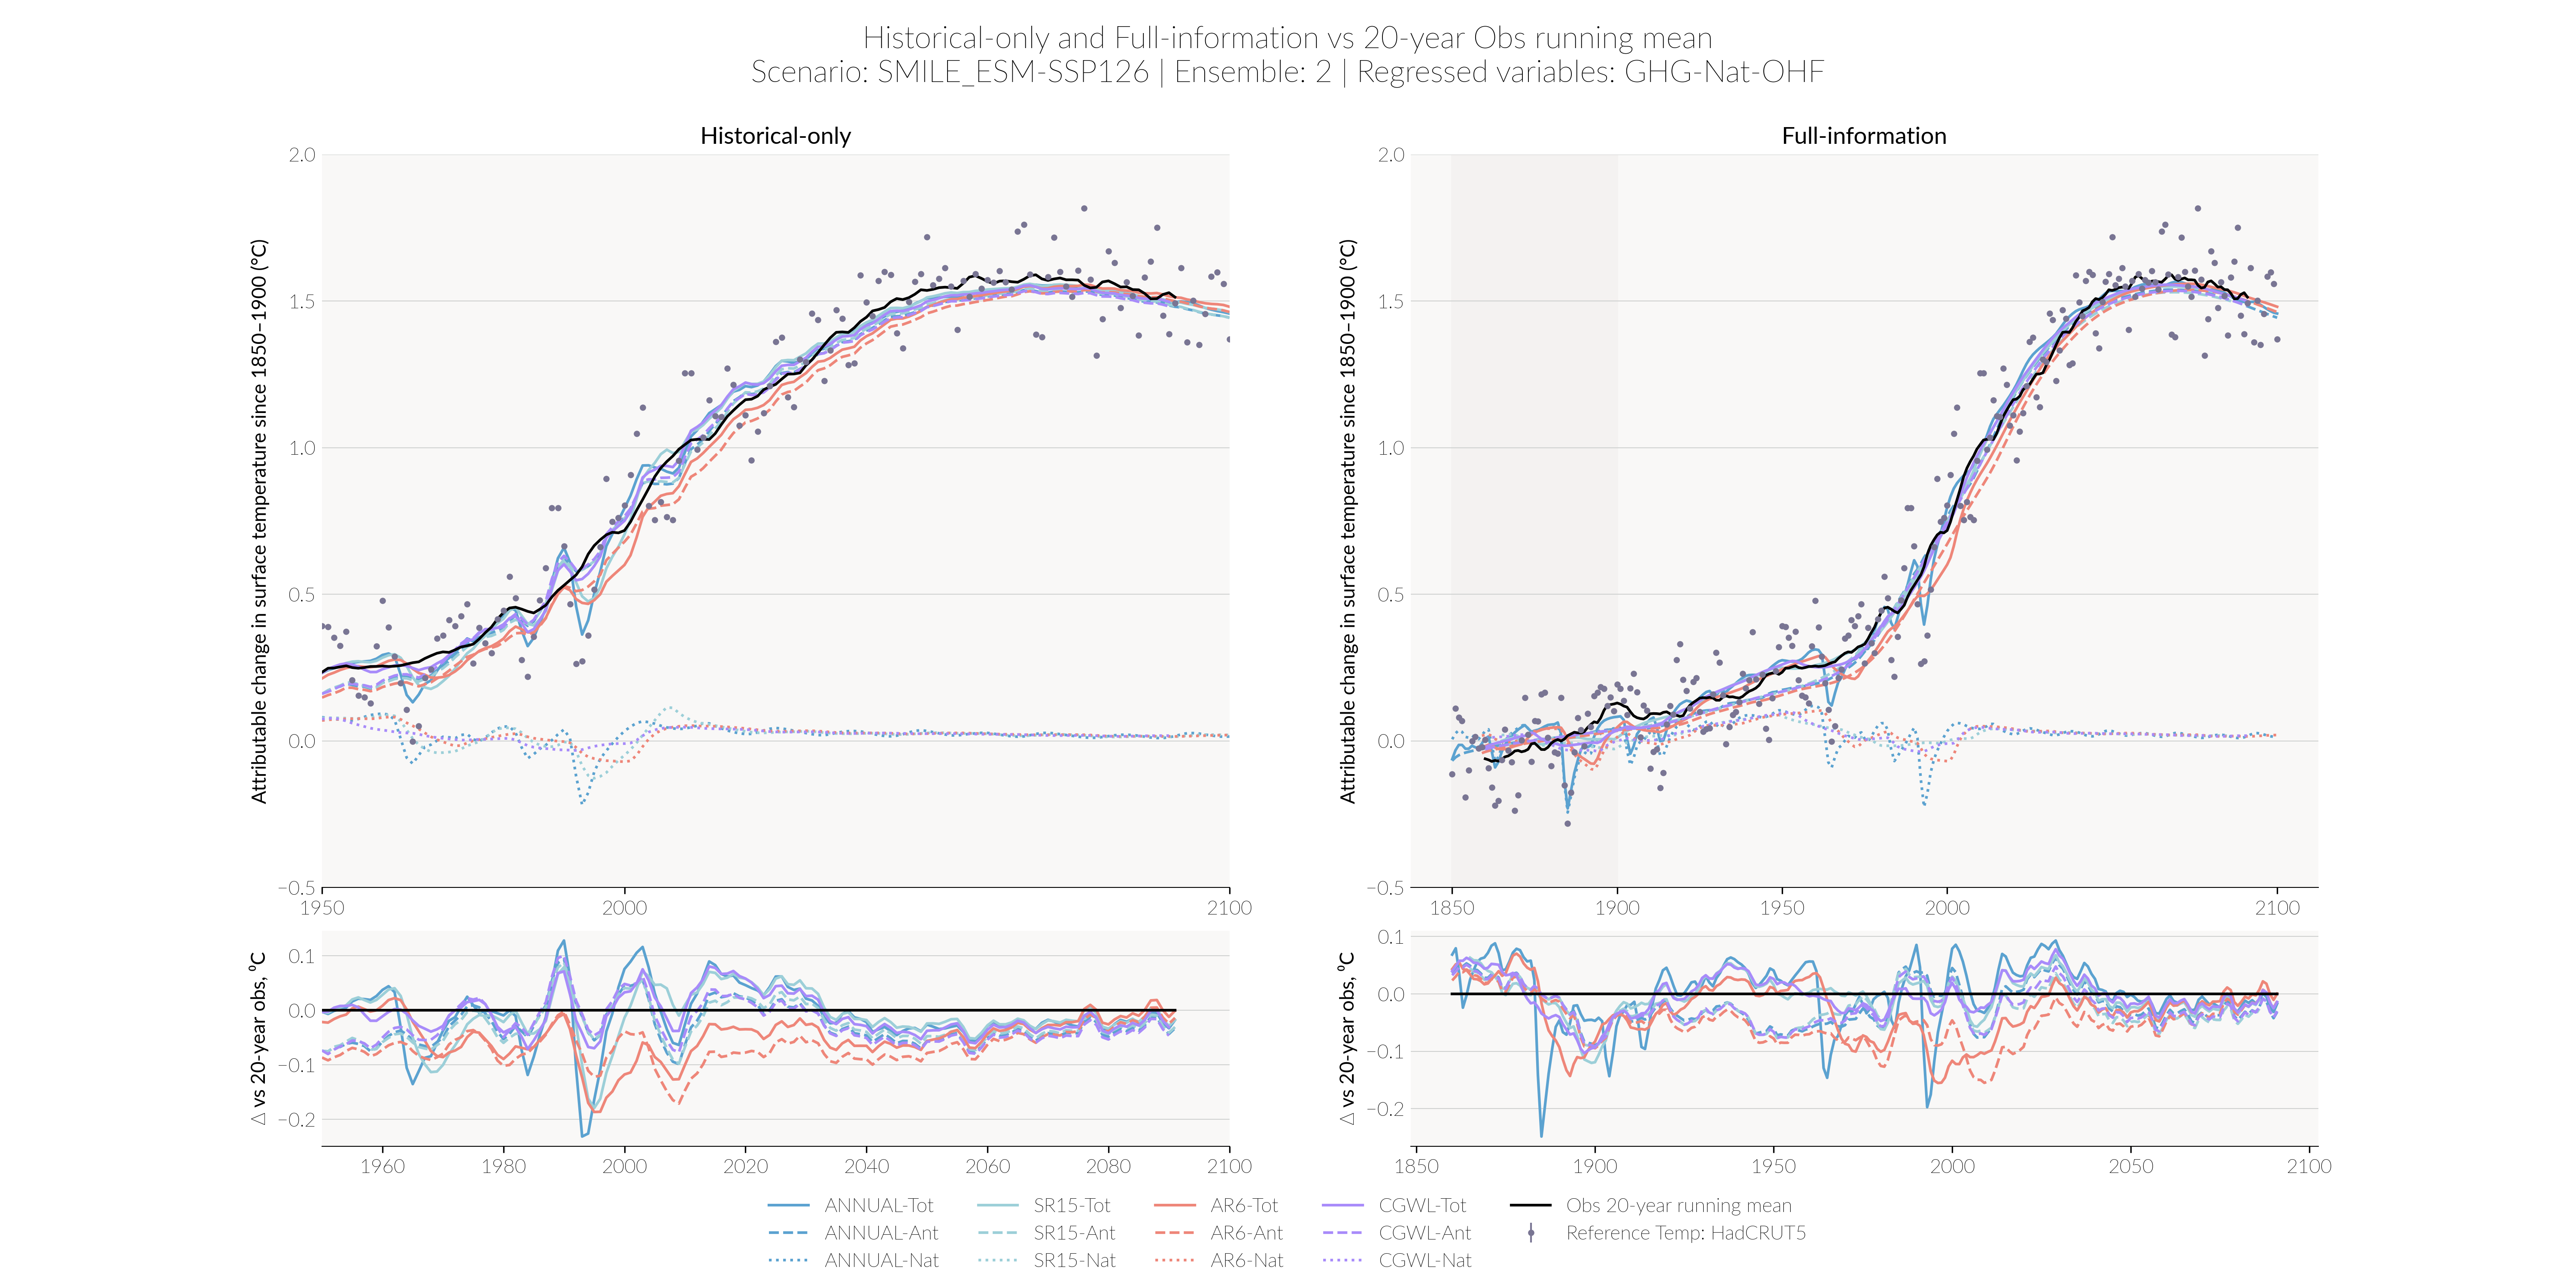 Historical-only and Full-information vs 20-year Obs running mean
Scenario: SMILE_ESM-SSP126 | Ensemble: 2 | Regressed variables: GHG-Nat-OHF
Historical-only
Attributable change in surface temperature since 1850–1900 (°C)
2.0
1.5
1.0
0.5
0.0
−0.5
1950
2000
2100
Full-information
Attributable change in surface temperature since 1850–1900 (°C)
2.0
1.5
1.0
0.5
0.0
−0.5
1850
1900
1950
2000
2100
△ vs 20-year obs, ⁰C
0.1
0.0
−0.1
−0.2
1960
1980
2000
2020
2040
2060
2080
2100
△ vs 20-year obs, ⁰C
0.1
0.0
−0.1
−0.2
1850
1900
1950
2000
2050
2100
ANNUAL-Tot
ANNUAL-Ant
ANNUAL-Nat
SR15-Tot
SR15-Ant
SR15-Nat
AR6-Tot
AR6-Ant
AR6-Nat
CGWL-Tot
CGWL-Ant
CGWL-Nat
Obs 20-year running mean
Reference Temp: HadCRUT5